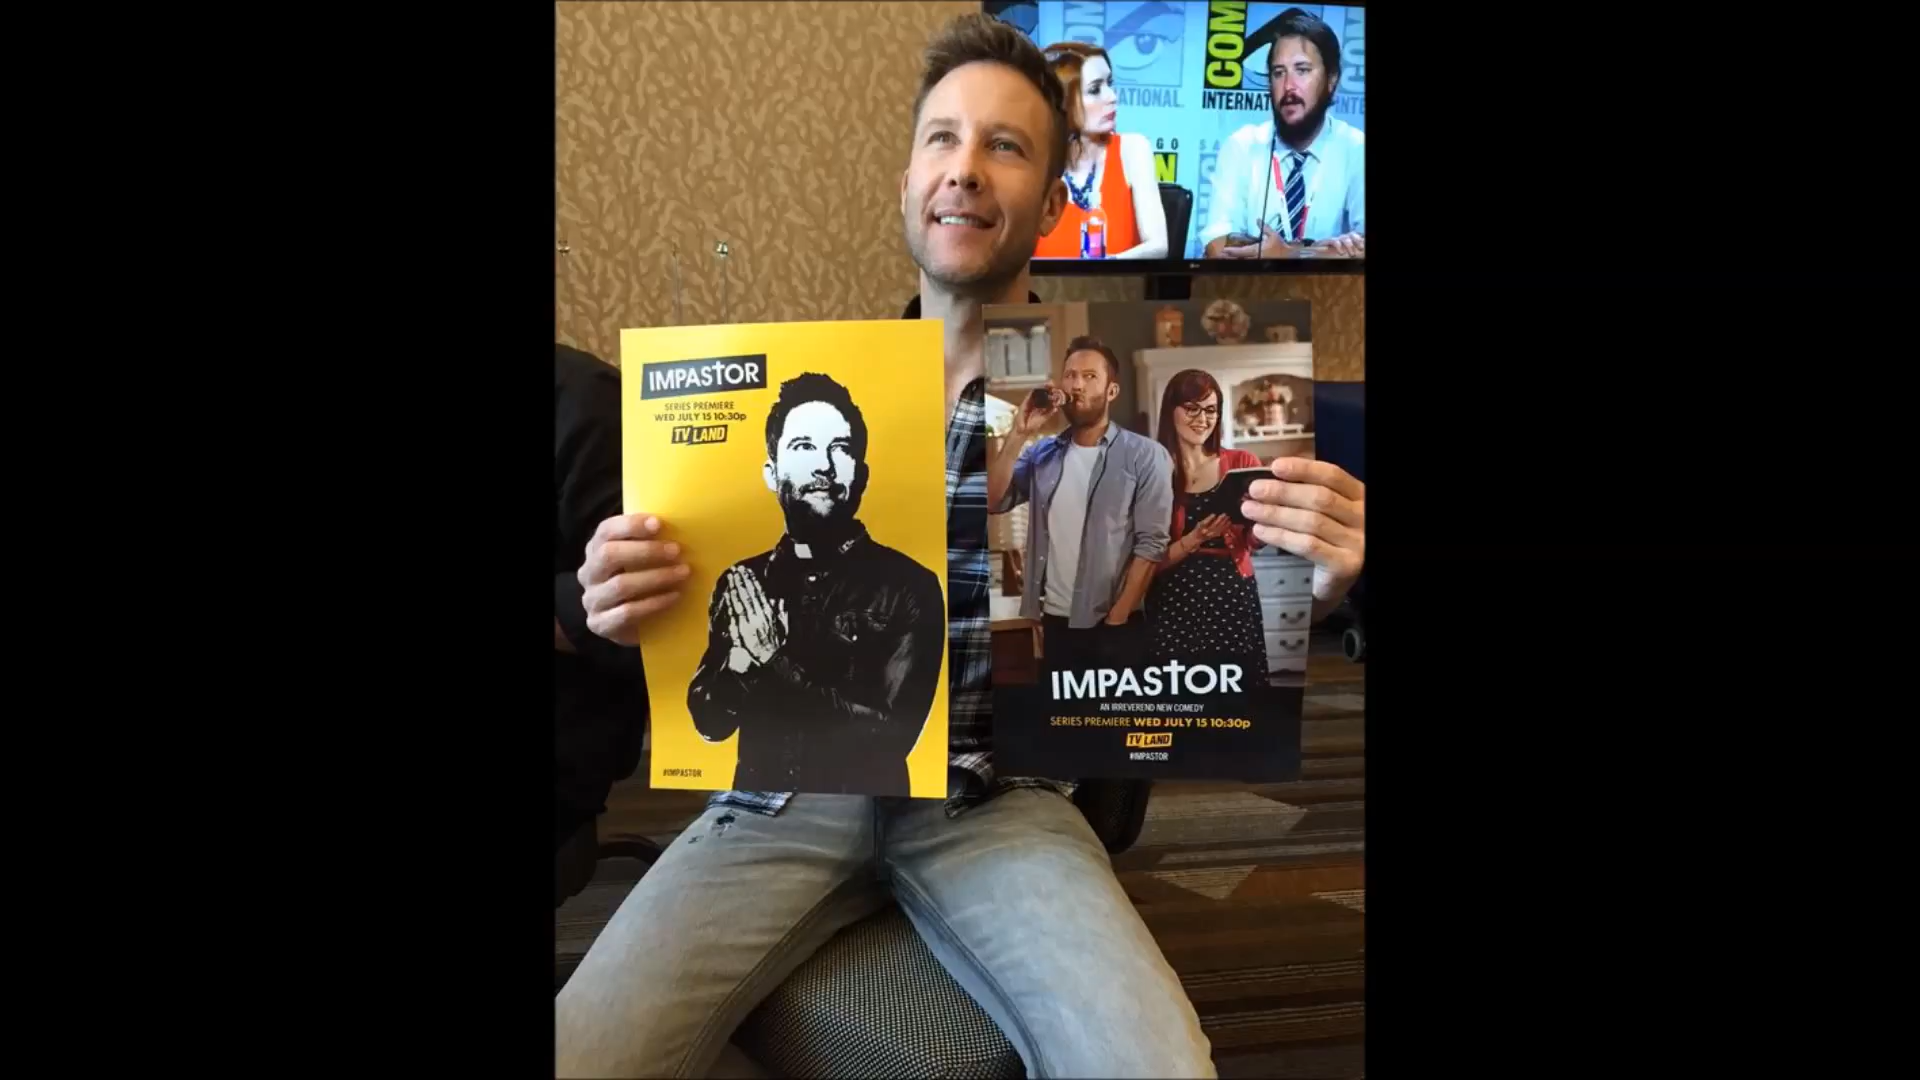 IMPASTOR
SERIES PREMIERE
WED JULY 15 10:30p
TV LAND
#IMPASTOR
IMPASTOR
AN IRREVEREND NEW COMEDY
SERIES PREMIERE WED JULY 15 10:30p
TV LAND
#IMPASTOR
COM
INTERNAT
ATIONAL